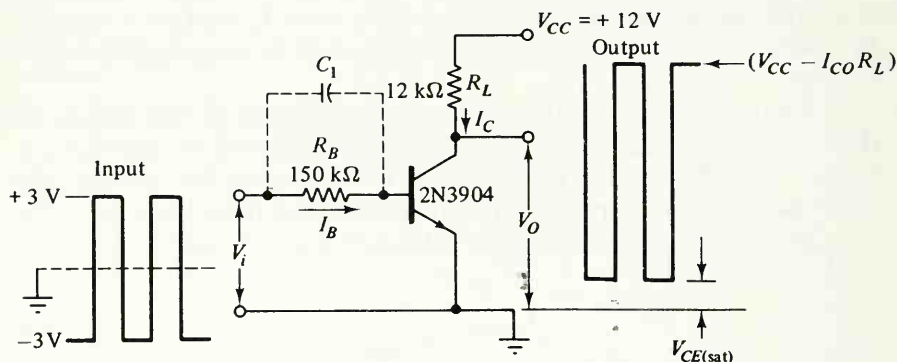 V_CC = + 12 V
Output
(V_CC − I_CO R_L)
C_1
R_L
12 kΩ
I_C
R_B
150 kΩ
Input
+ 3 V
2N3904
I_B
V_O
V_i
−3 V
V_CE(sat)